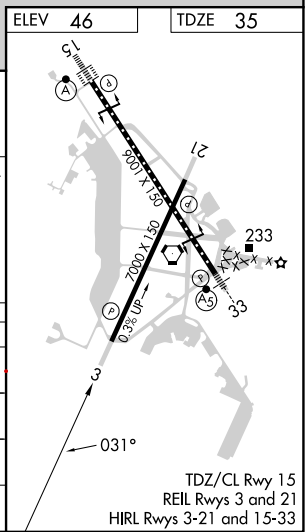 ELEV 46
TDZE 35
15
A
P
21
9001 X 150
P
7000 X 150
233
P
A5
P
0.3% UP
33
3
031°
TDZ/CL Rwy 15
REIL Rwys 3 and 21
HIRL Rwys 3-21 and 15-33